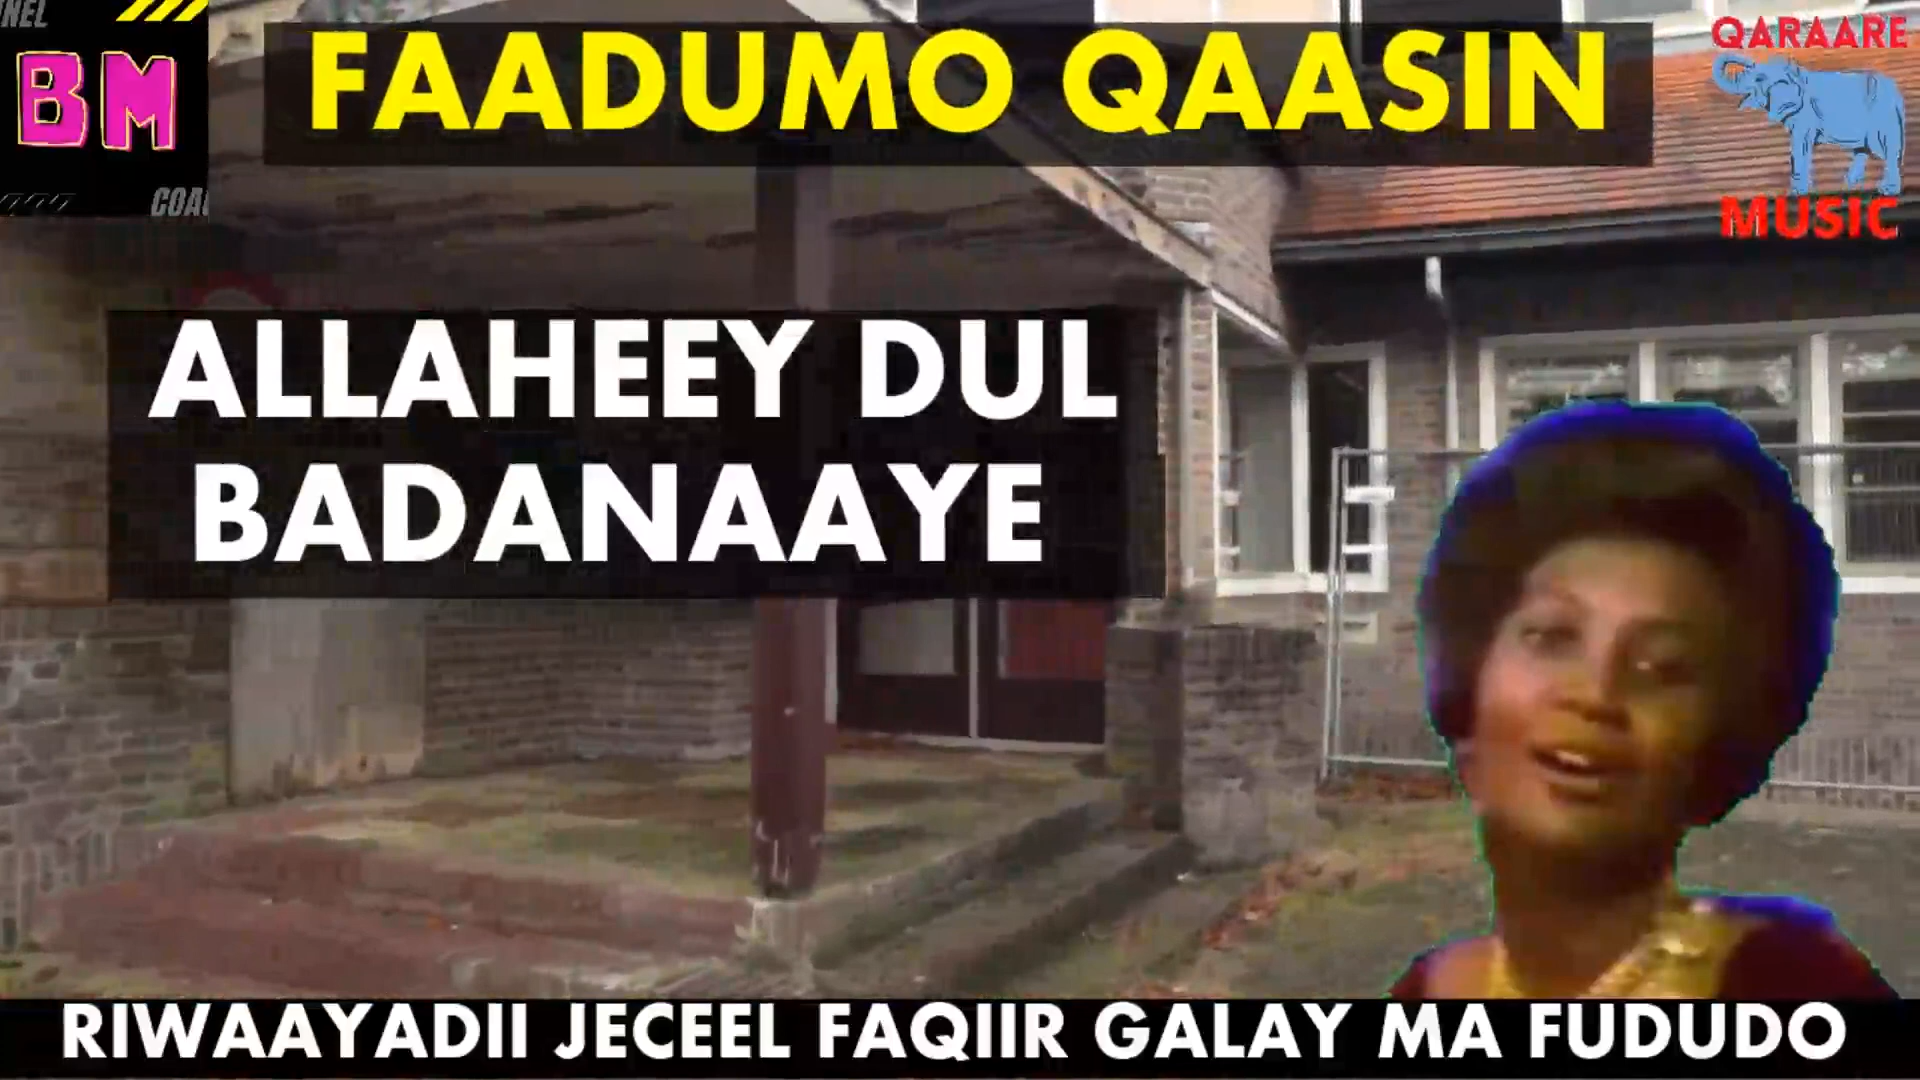 NEL
BM
COA
FAADUMO QAASIN
QARAARE
MUSIC
ALLAHEEY DUL
BADANAAYE
RIWAAYADII JECEEL FAQIIR GALAY MA FUDUDO